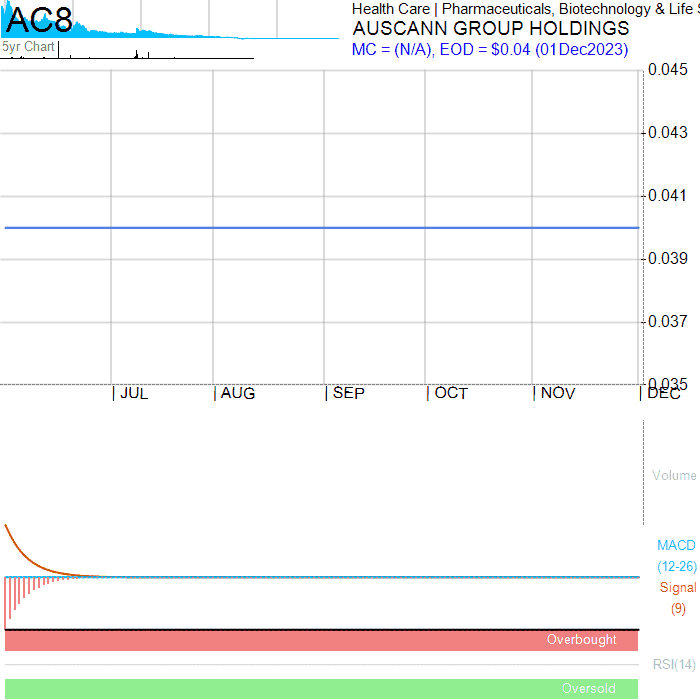 AC8
5yr Chart
Health Care | Pharmaceuticals, Biotechnology & Life S
AUSCANN GROUP HOLDINGS
MC = (N/A), EOD = $0.04 (01Dec2023)
0.045
0.043
0.041
0.039
0.037
0.035
| JUL | AUG | SEP | OCT | NOV | DEC
Volume
MACD
(12-26)
Signal
(9)
Overbought
RSI(14)
Oversold